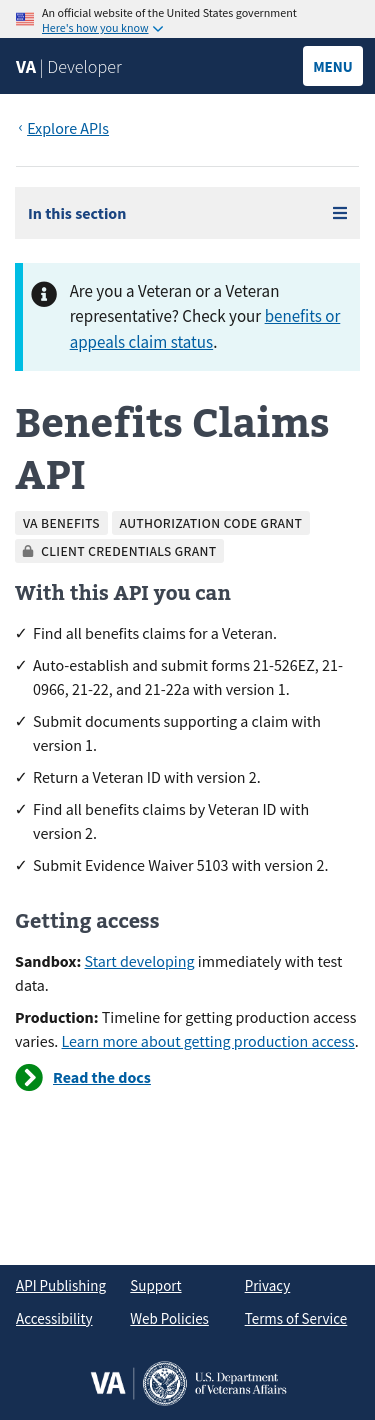 An official website of the United States government
Here's how you know
VA | Developer
MENU
Explore APIs
In this section
Are you a Veteran or a Veteran
representative? Check your benefits or
appeals claim status.
Benefits Claims
API
VA BENEFITS AUTHORIZATION CODE GRANT
CLIENT CREDENTIALS GRANT
With this API you can
✓ Find all benefits claims for a Veteran.
✓ Auto-establish and submit forms 21-526EZ, 21-
0966, 21-22, and 21-22a with version 1.
✓ Submit documents supporting a claim with
version 1.
✓ Return a Veteran ID with version 2.
✓ Find all benefits claims by Veteran ID with
version 2.
✓ Submit Evidence Waiver 5103 with version 2.
Getting access
Sandbox: Start developing immediately with test
data.
Production: Timeline for getting production access
varies. Learn more about getting production access.
Read the docs
API Publishing Support Privacy
Accessibility Web Policies Terms of Service
VA
U.S. Department
of Veterans Affairs